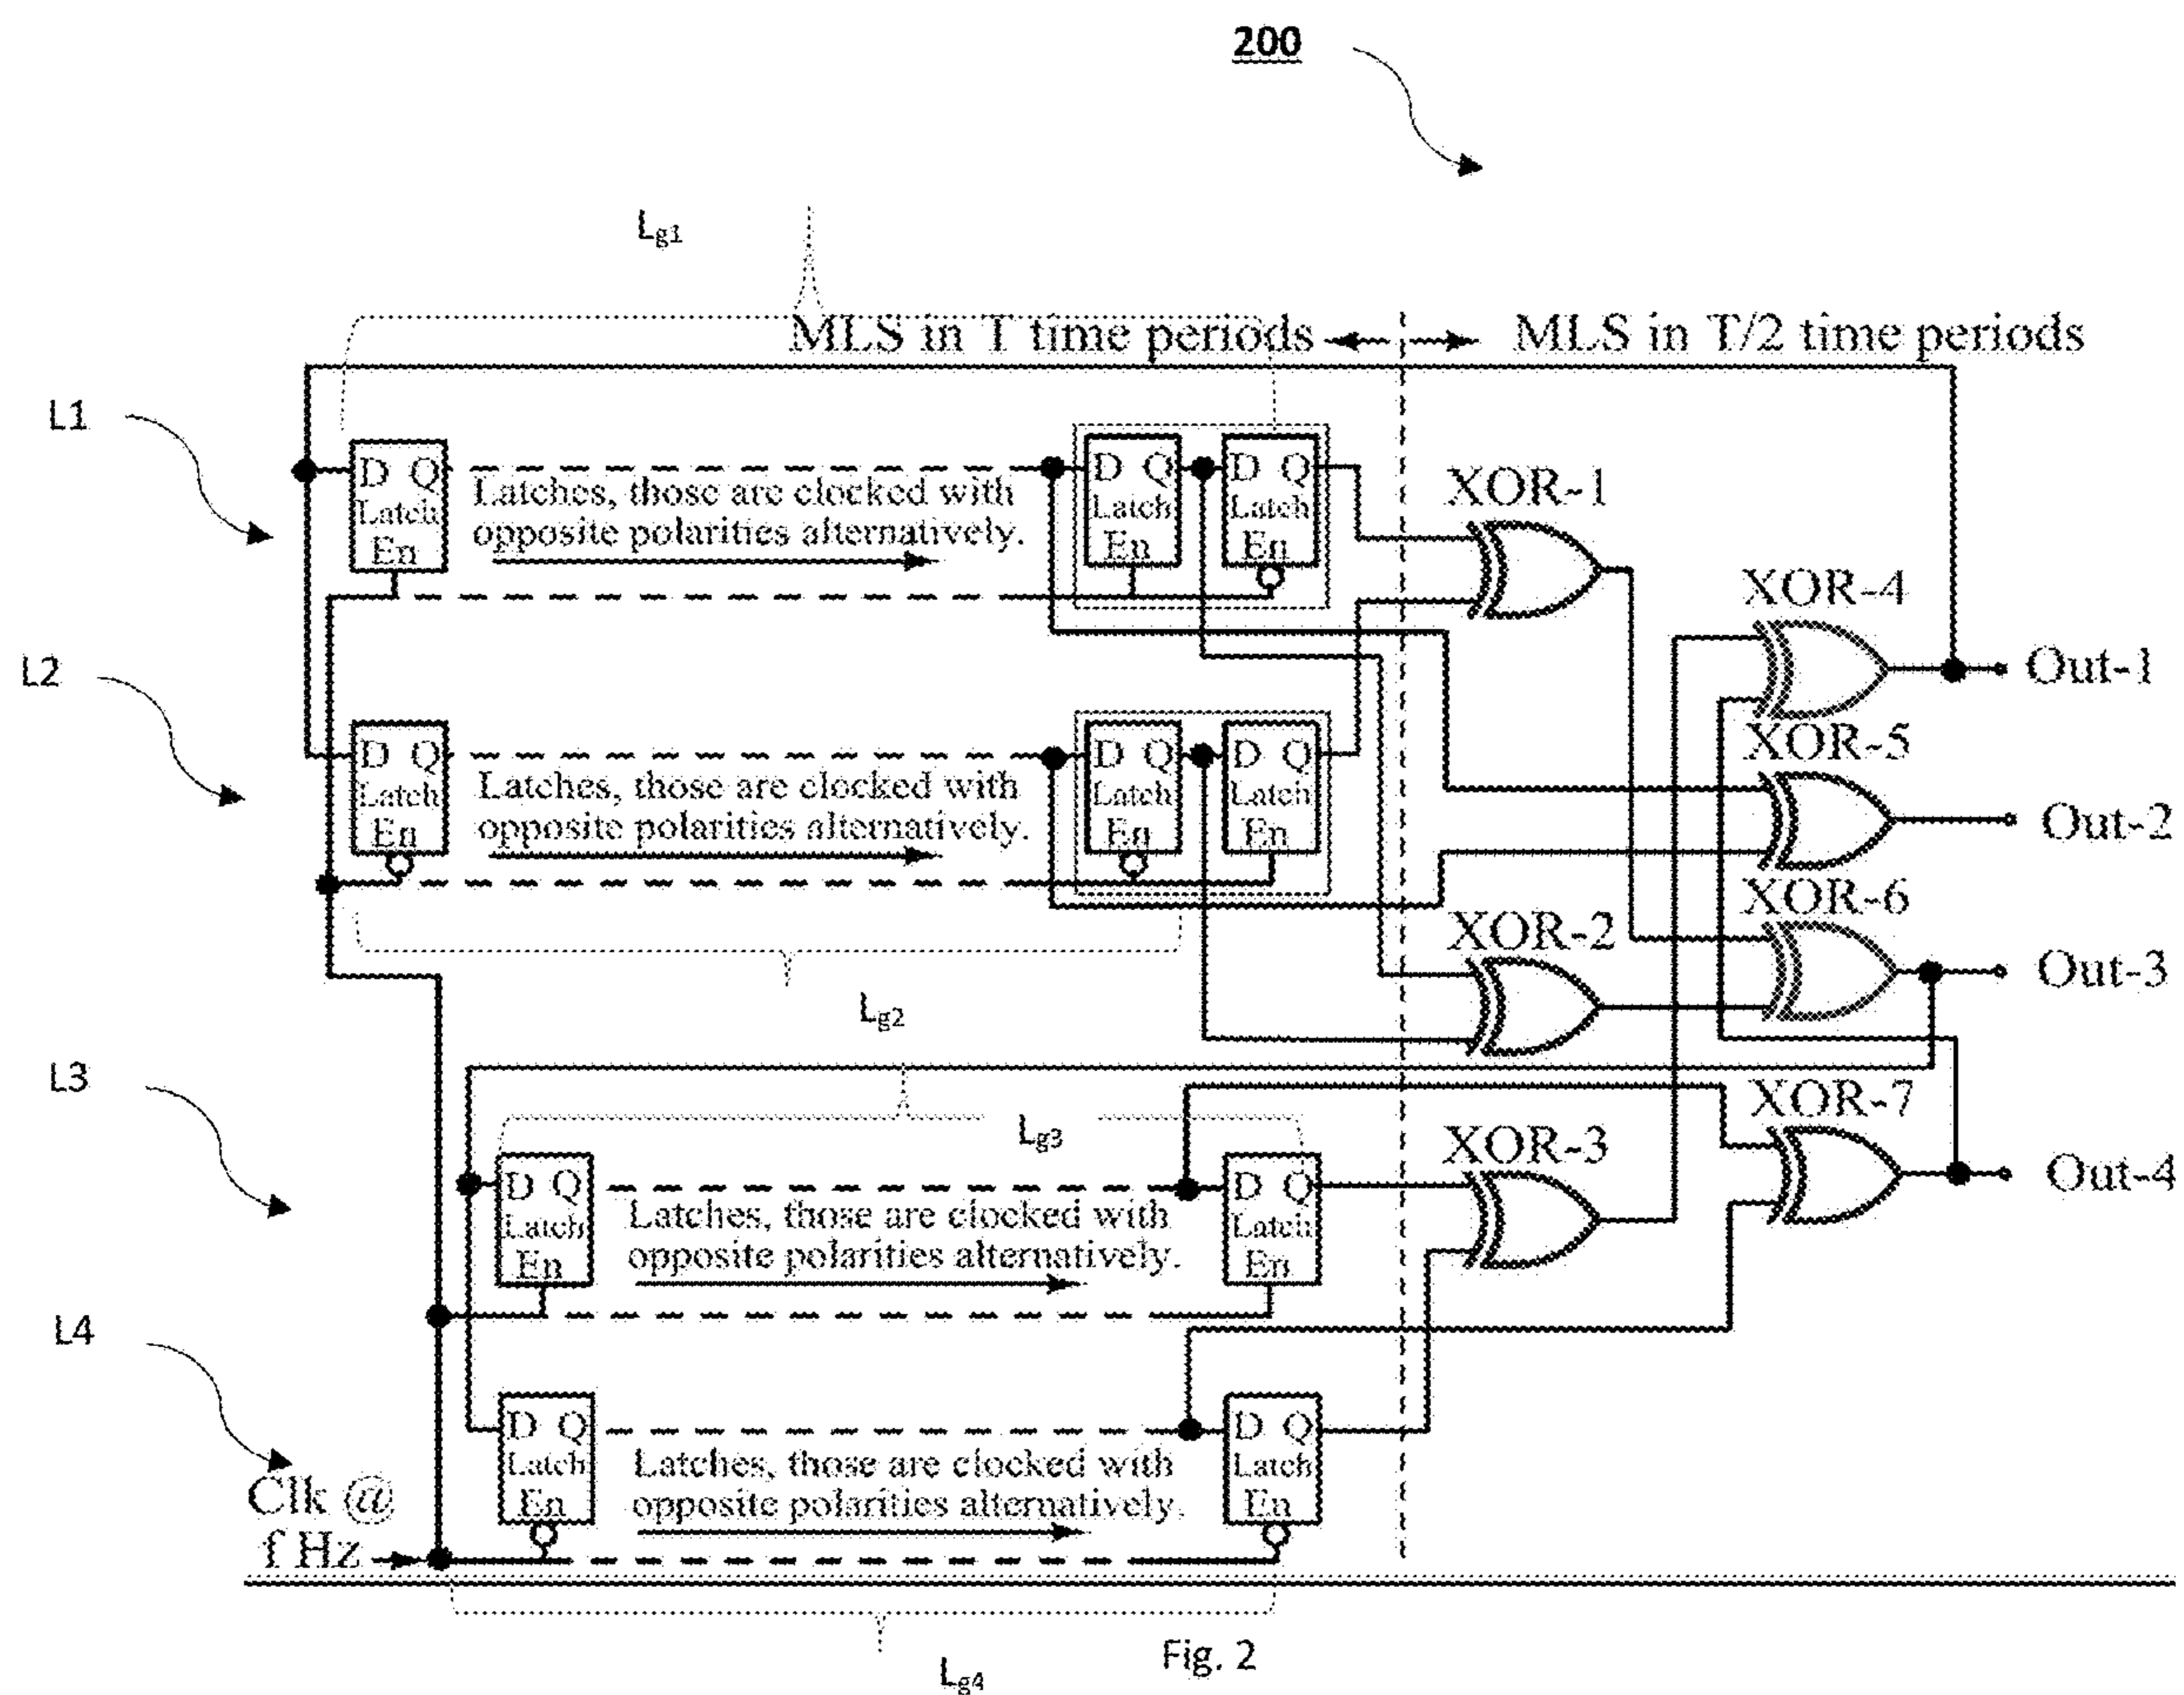 200
Lg1
MLS in T time periods
MLS in T/2 time periods
L1
D Q
Latch
En
Latches, those are clocked with
opposite polarities alternatively.
D Q
Latch
En
D Q
Latch
En
XOR-1
XOR-4
Out-1
L2
D Q
Latch
En
Latches, those are clocked with
opposite polarities alternatively.
D Q
Latch
En
D Q
Latch
En
XOR-5
Out-2
XOR-6
XOR-2
Out-3
Lg2
L3
Lg3
D Q
Latch
En
Latches, those are clocked with
opposite polarities alternatively.
D Q
Latch
En
XOR-3
XOR-7
Out-4
L4
D Q
Latch
En
Latches, those are clocked with
opposite polarities alternatively.
D Q
Latch
En
Clk @
f Hz
Lg4
Fig. 2